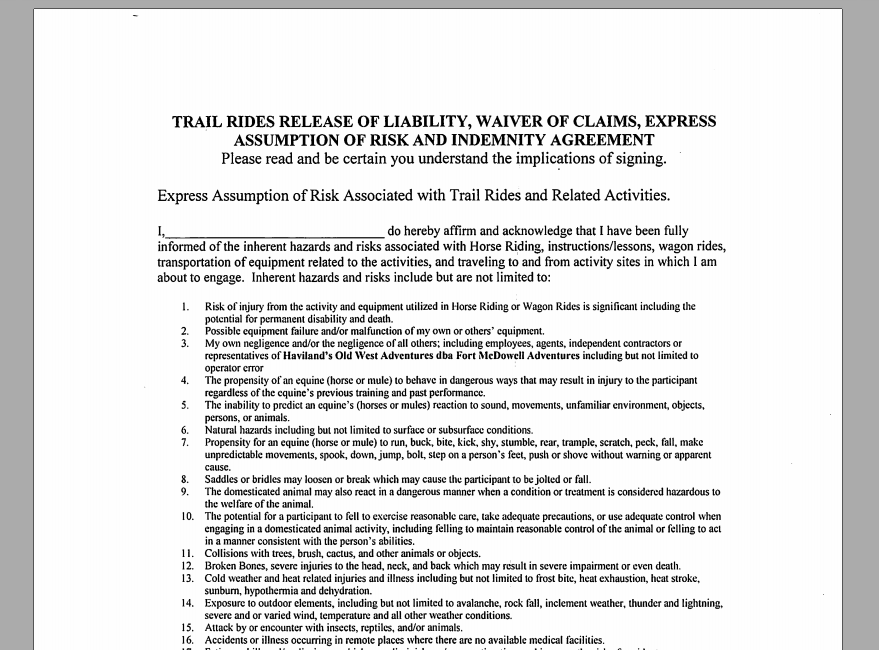 TRAIL RIDES RELEASE OF LIABILITY, WAIVER OF CLAIMS, EXPRESS
ASSUMPTION OF RISK AND INDEMNITY AGREEMENT
Please read and be certain you understand the implications of signing.
Express Assumption of Risk Associated with Trail Rides and Related Activities.
I,____________________________ do hereby affirm and acknowledge that I have been fully
informed of the inherent hazards and risks associated with Horse Riding, instructions/lessons, wagon rides,
transportation of equipment related to the activities, and traveling to and from activity sites in which I am
about to engage. Inherent hazards and risks include but are not limited to:
1. Risk of injury from the activity and equipment utilized in Horse Riding or Wagon Rides is significant including the
potential for permanent disability and death.
2. Possible equipment failure and/or malfunction of my own or others' equipment.
3. My own negligence and/or the negligence of all others; including employees, agents, independent contractors or
representatives of Haviland's Old West Adventures dba Fort McDowell Adventures including but not limited to
operator error
4. The propensity of an equine (horse or mule) to behave in dangerous ways that may result in injury to the participant
regardless of the equine's previous training and past performance.
5. The inability to predict an equine's (horses or mules) reaction to sound, movements, unfamiliar environment, objects,
persons, or animals.
6. Natural hazards including but not limited to surface or subsurface conditions.
7. Propensity for an equine (horse or mule) to run, buck, bite, kick, shy, stumble, rear, trample, scratch, peck, fall, make
unpredictable movements, spook, down, jump, bolt, step on a person's feet, push or shove without warning or apparent
cause.
8. Saddles or bridles may loosen or break which may cause the participant to be jolted or fall.
9. The domesticated animal may also react in a dangerous manner when a condition or treatment is considered hazardous to
the welfare of the animal.
10. The potential for a participant to fell to exercise reasonable care, take adequate precautions, or use adequate control when
engaging in a domesticated animal activity, including felling to maintain reasonable control of the animal or felling to act
in a manner consistent with the person's abilities.
11. Collisions with trees, brush, cactus, and other animals or objects.
12. Broken Bones, severe injuries to the head, neck, and back which may result in severe impairment or even death.
13. Cold weather and heat related injuries and illness including but not limited to frost bite, heat exhaustion, heat stroke,
sunburn, hypothermia and dehydration.
14. Exposure to outdoor elements, including but not limited to avalanche, rock fall, inclement weather, thunder and lightning,
severe and or varied wind, temperature and all other weather conditions.
15. Attack by or encounter with insects, reptiles, and/or animals.
16. Accidents or illness occurring in remote places where there are no available medical facilities.